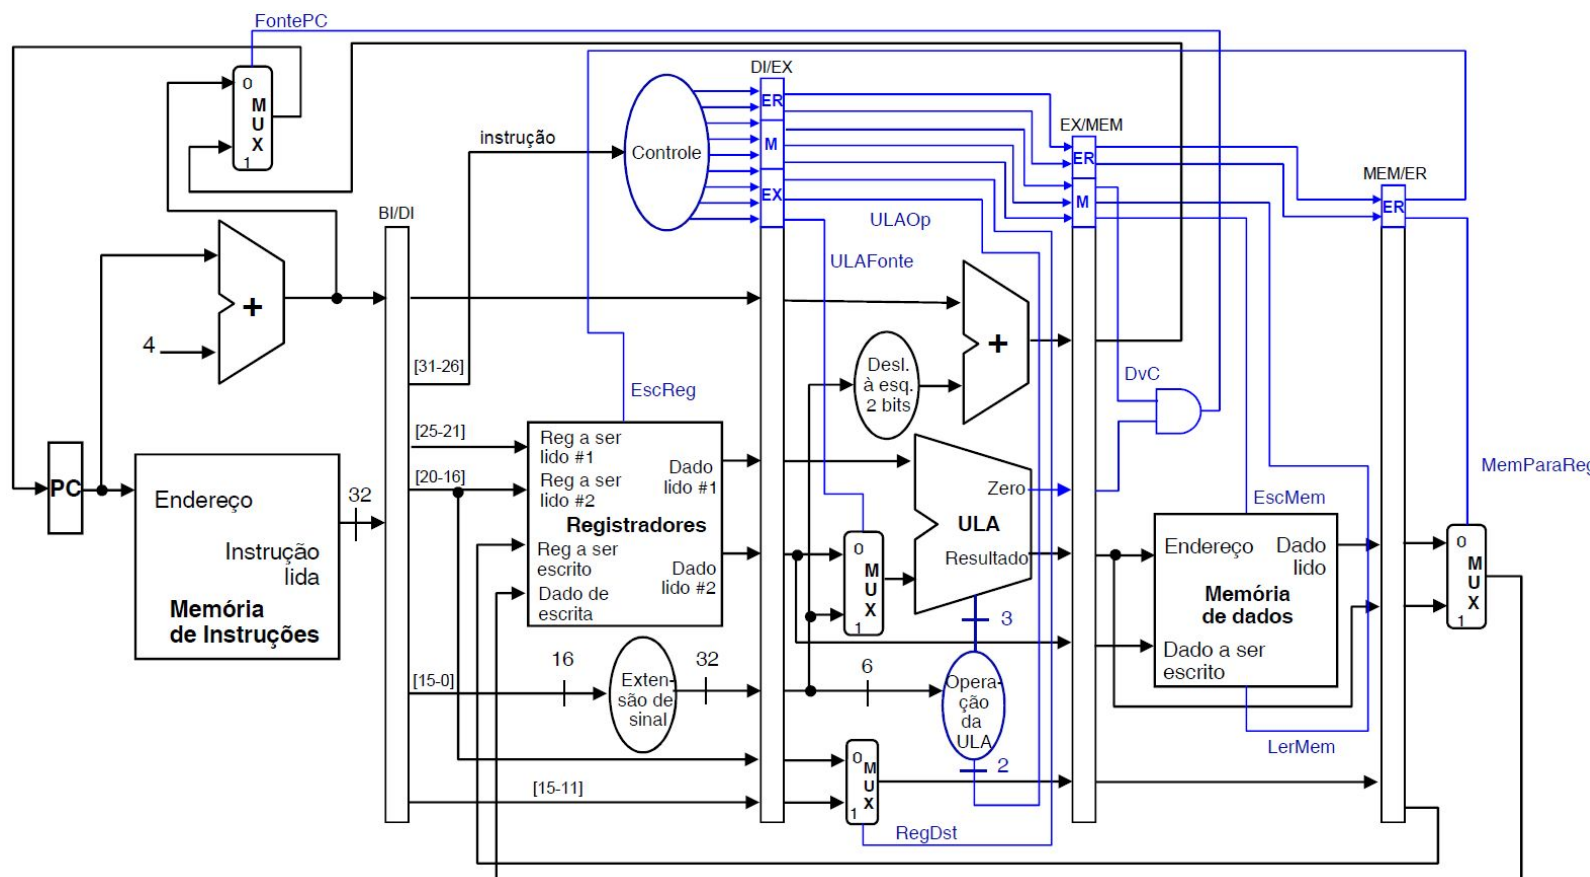 FontePC
0
M
U
X
1
DI/EX
ER
M
EX
EX/MEM
ER
M
MEM/ER
ER
instrução
Controle
BI/DI
ULAOp
ULAFonte
+
4
[31-26]
EscReg
Desl.
à esq.
2 bits
+
DvC
[25-21]
[20-16]
PC
32
Endereço
Instrução
lida
Memória
de Instruções
Reg a ser
lido #1
Reg a ser
lido #2
Registradores
Reg a ser
escrito
Dado de
escrita
Dado
lido #1
Dado
lido #2
0
M
U
X
1
Zero
ULA
Resultado
3
EscMem
Endereço
Dado
lido
Memória
de dados
Dado a ser
escrito
LerMem
MemParaReg
0
M
U
X
1
[15-0]
16
Exten-
são de
sinal
32
6
Opera-
ção
da
ULA
2
[15-11]
0
M
U
X
1
RegDst